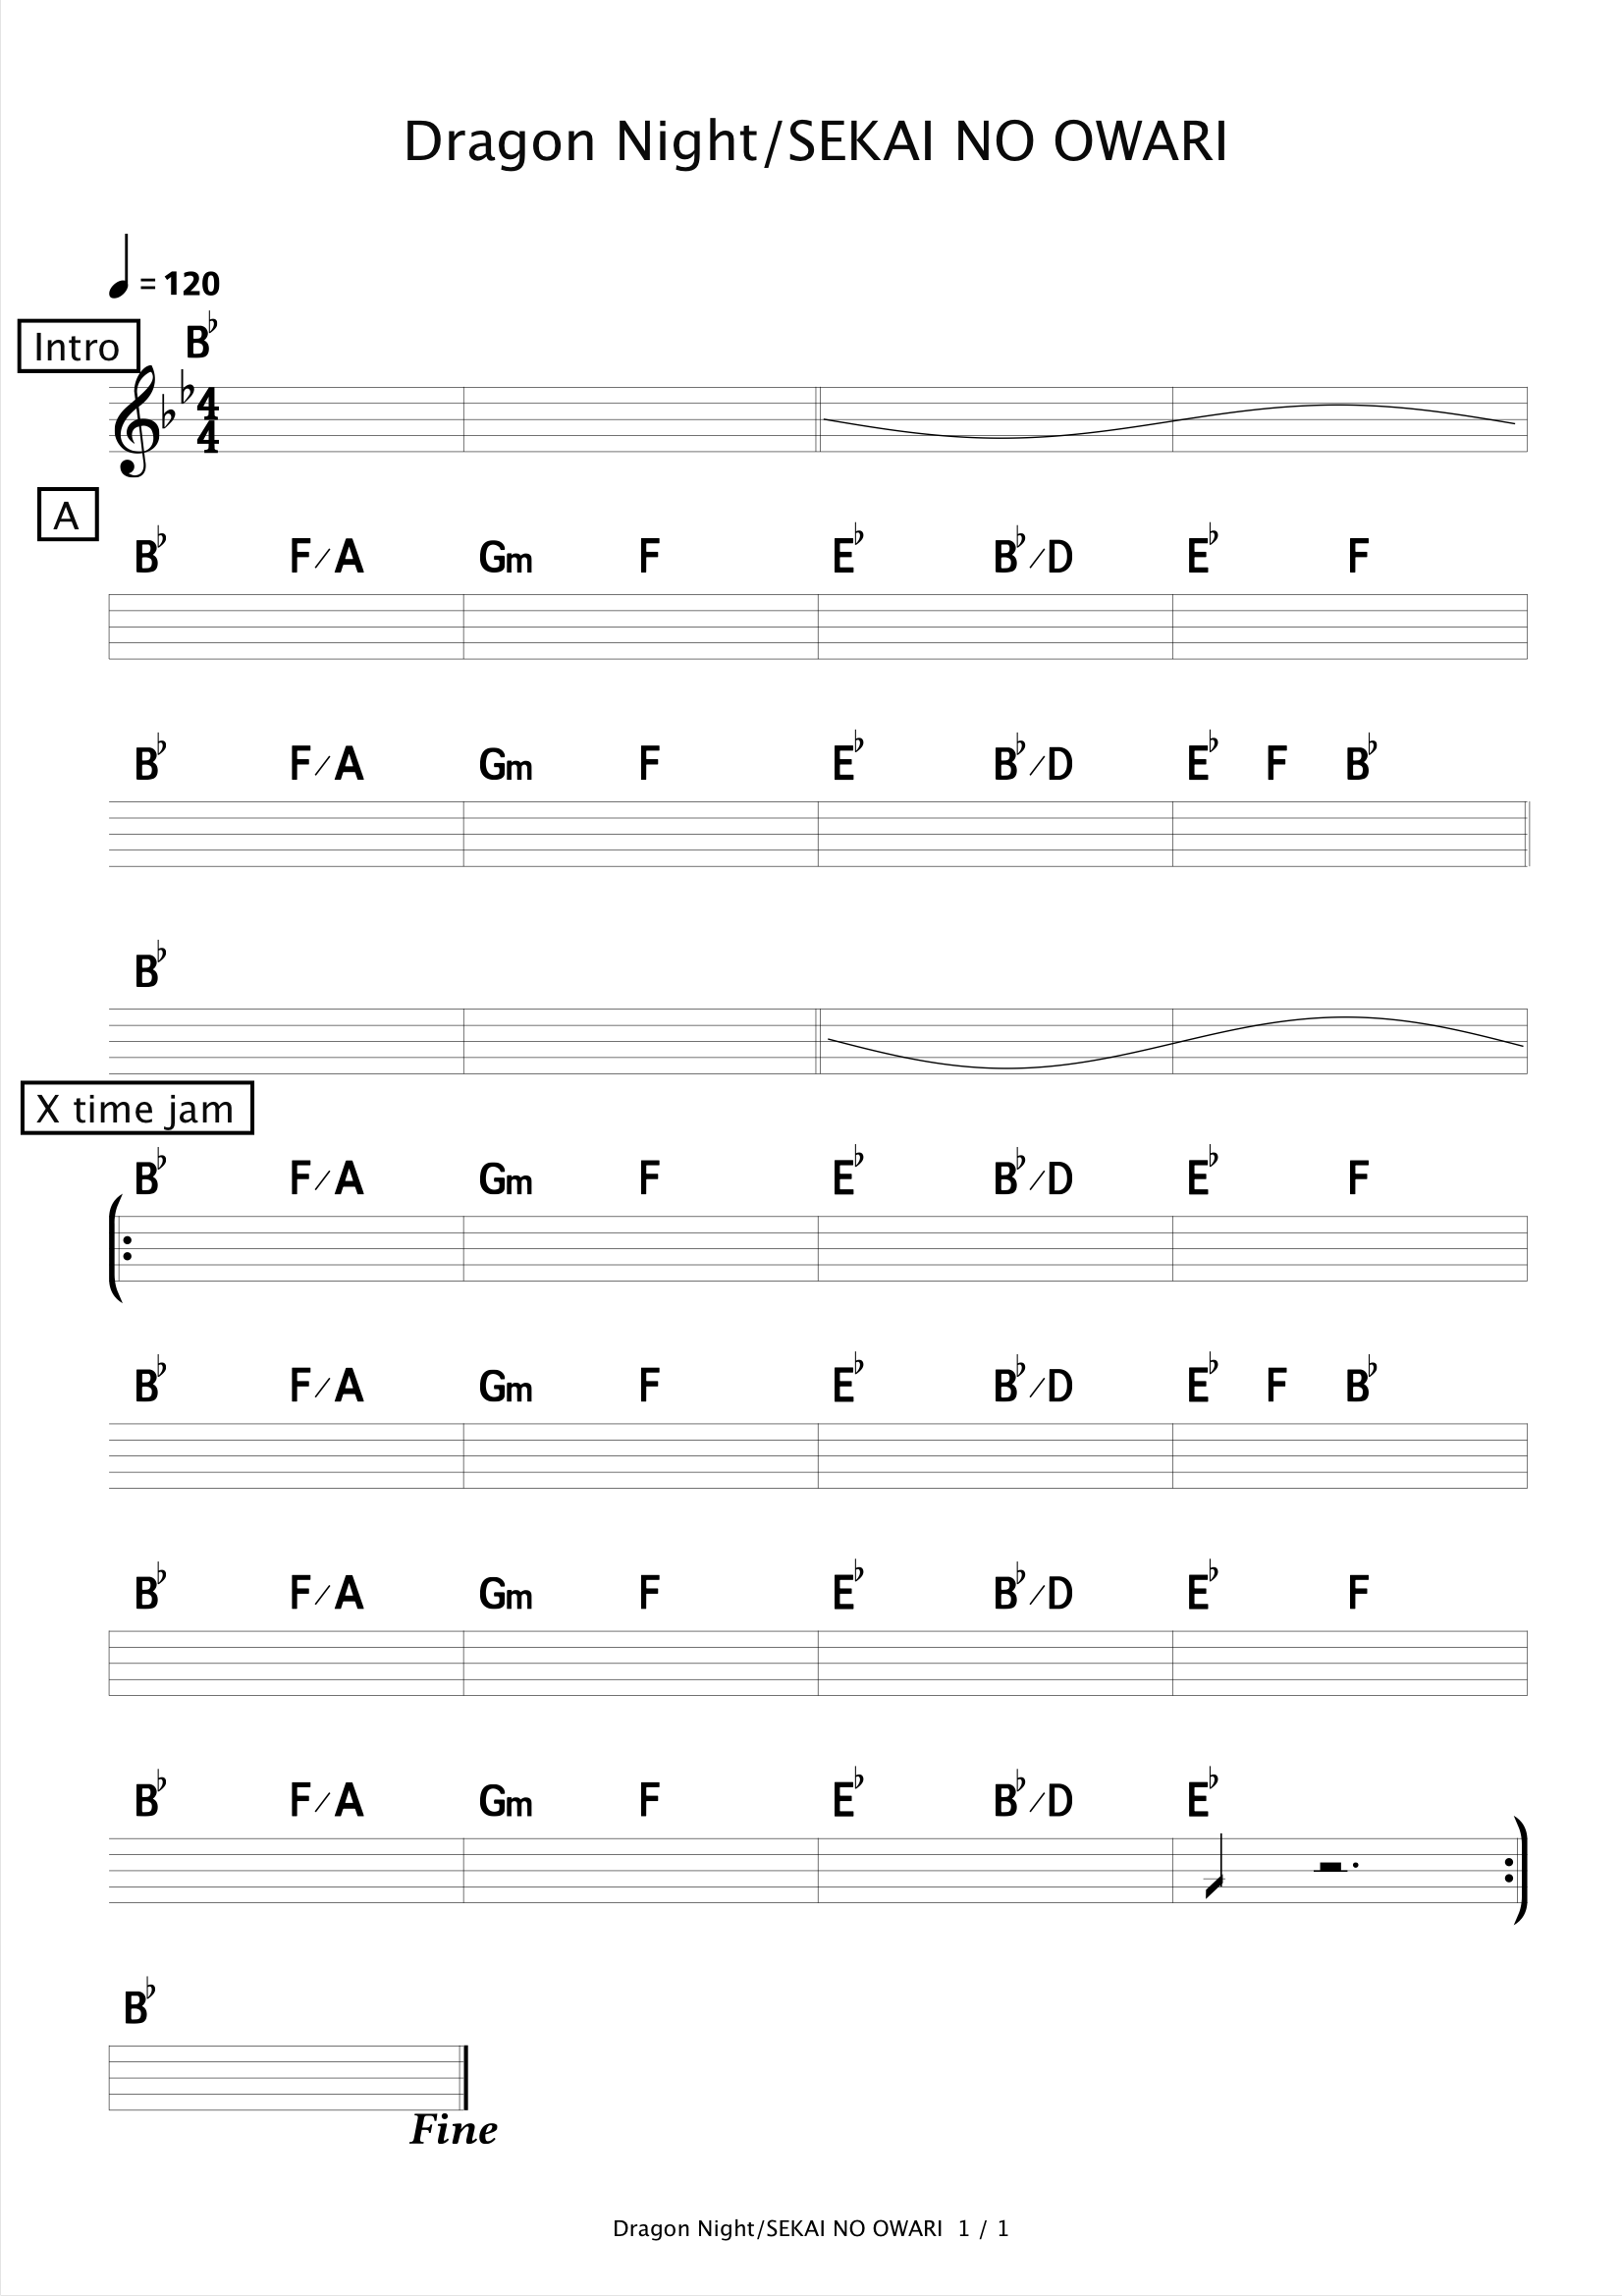 Dragon Night/SEKAI NO OWARI
= 120
Intro B♭
4
4
A
B♭ F/A Gm F E♭ B♭/D E♭ F
B♭ F/A Gm F E♭ B♭/D E♭ F B♭
B♭
X time jam
B♭ F/A Gm F E♭ B♭/D E♭ F
B♭ F/A Gm F E♭ B♭/D E♭ F B♭
B♭ F/A Gm F E♭ B♭/D E♭ F
B♭ F/A Gm F E♭ B♭/D E♭
B♭
Fine
Dragon Night/SEKAI NO OWARI 1 / 1